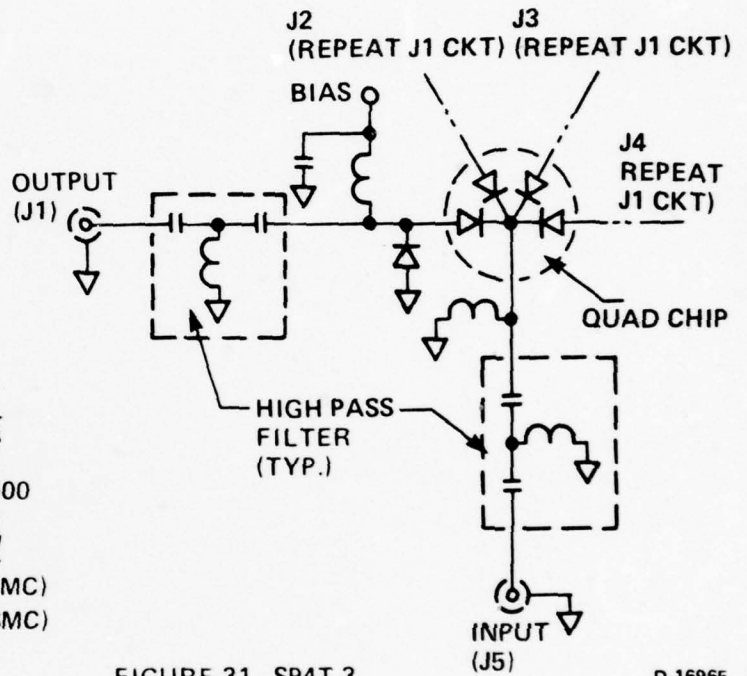 J2
(REPEAT J1 CKT)
J3
(REPEAT J1 CKT)
BIAS
J4
REPEAT
J1 CKT)
OUTPUT
(J1)
QUAD CHIP
HIGH PASS
FILTER
(TYP.)
00
MC)
MC)
INPUT
(J5)
FIGURE 21. SP4T-2
D-16965